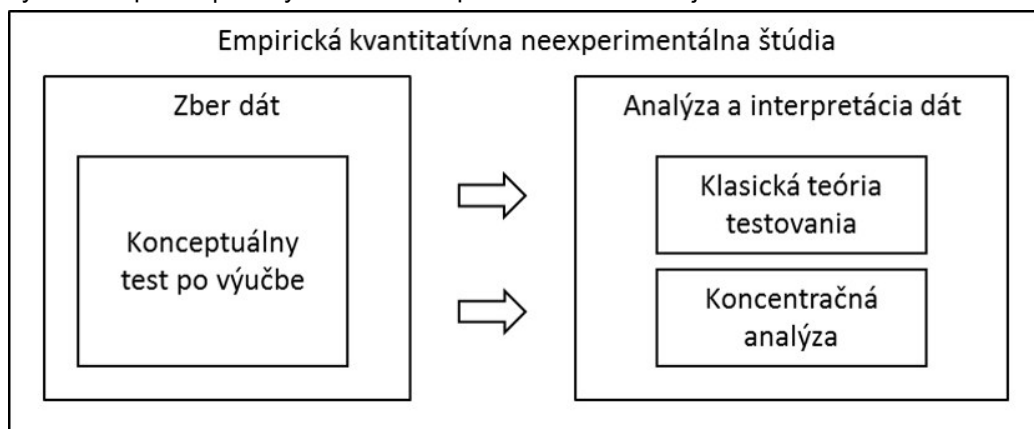 Empirická kvantitatívna neexperimentálna štúdia
Zber dát
Konceptuálny
test po výučbe
Analýza a interpretácia dát
Klasická teória
testovania
Koncentračná
analýza